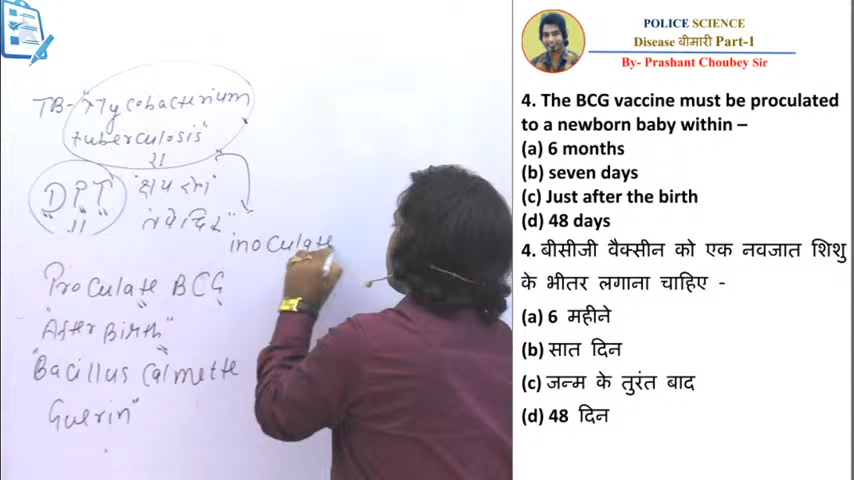 TB- "Mycobacterium
tuberculosis"
DPT
"क्षय रोग
तपेदिक"
inoculate
Proculate BCG
"After Birth"
"Bacillus Calmette
Guerin"
POLICE SCIENCE
Disease बीमारी Part-1
By- Prashant Choubey Sir
4. The BCG vaccine must be proculated
to a newborn baby within –
(a) 6 months
(b) seven days
(c) Just after the birth
(d) 48 days
4. बीसीजी वैक्सीन को एक नवजात शिशु
के भीतर लगाना चाहिए -
(a) 6 महीने
(b) सात दिन
(c) जन्म के तुरंत बाद
(d) 48 दिन